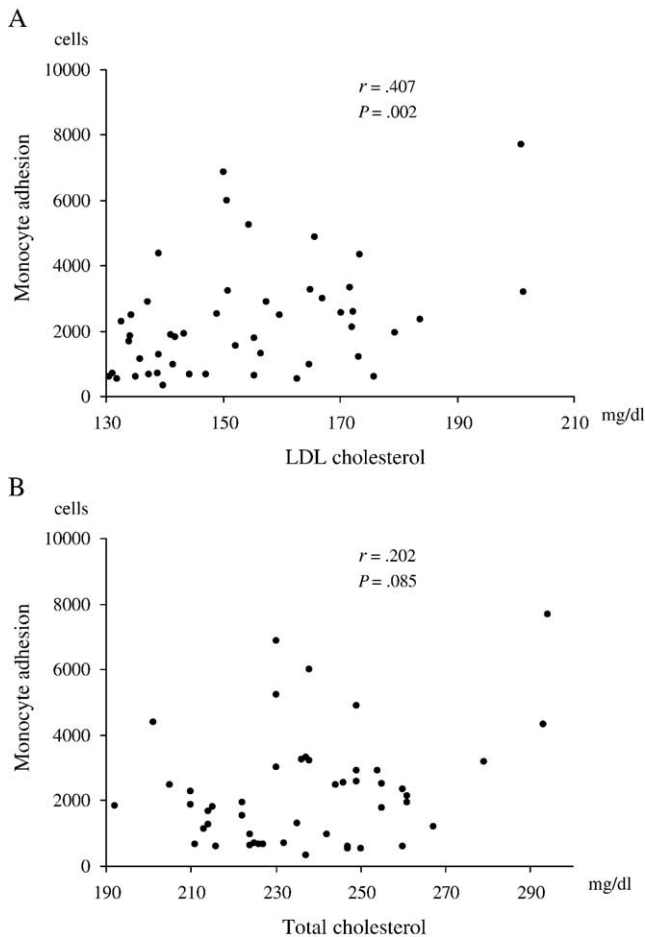 A
cells
10000
r = .407
P = .002
8000
6000
4000
2000
0
Monocyte adhesion
130 150 170 190 210 mg/dl
LDL cholesterol
B
cells
10000
r = .202
P = .085
8000
6000
4000
2000
0
Monocyte adhesion
190 210 230 250 270 290 mg/dl
Total cholesterol